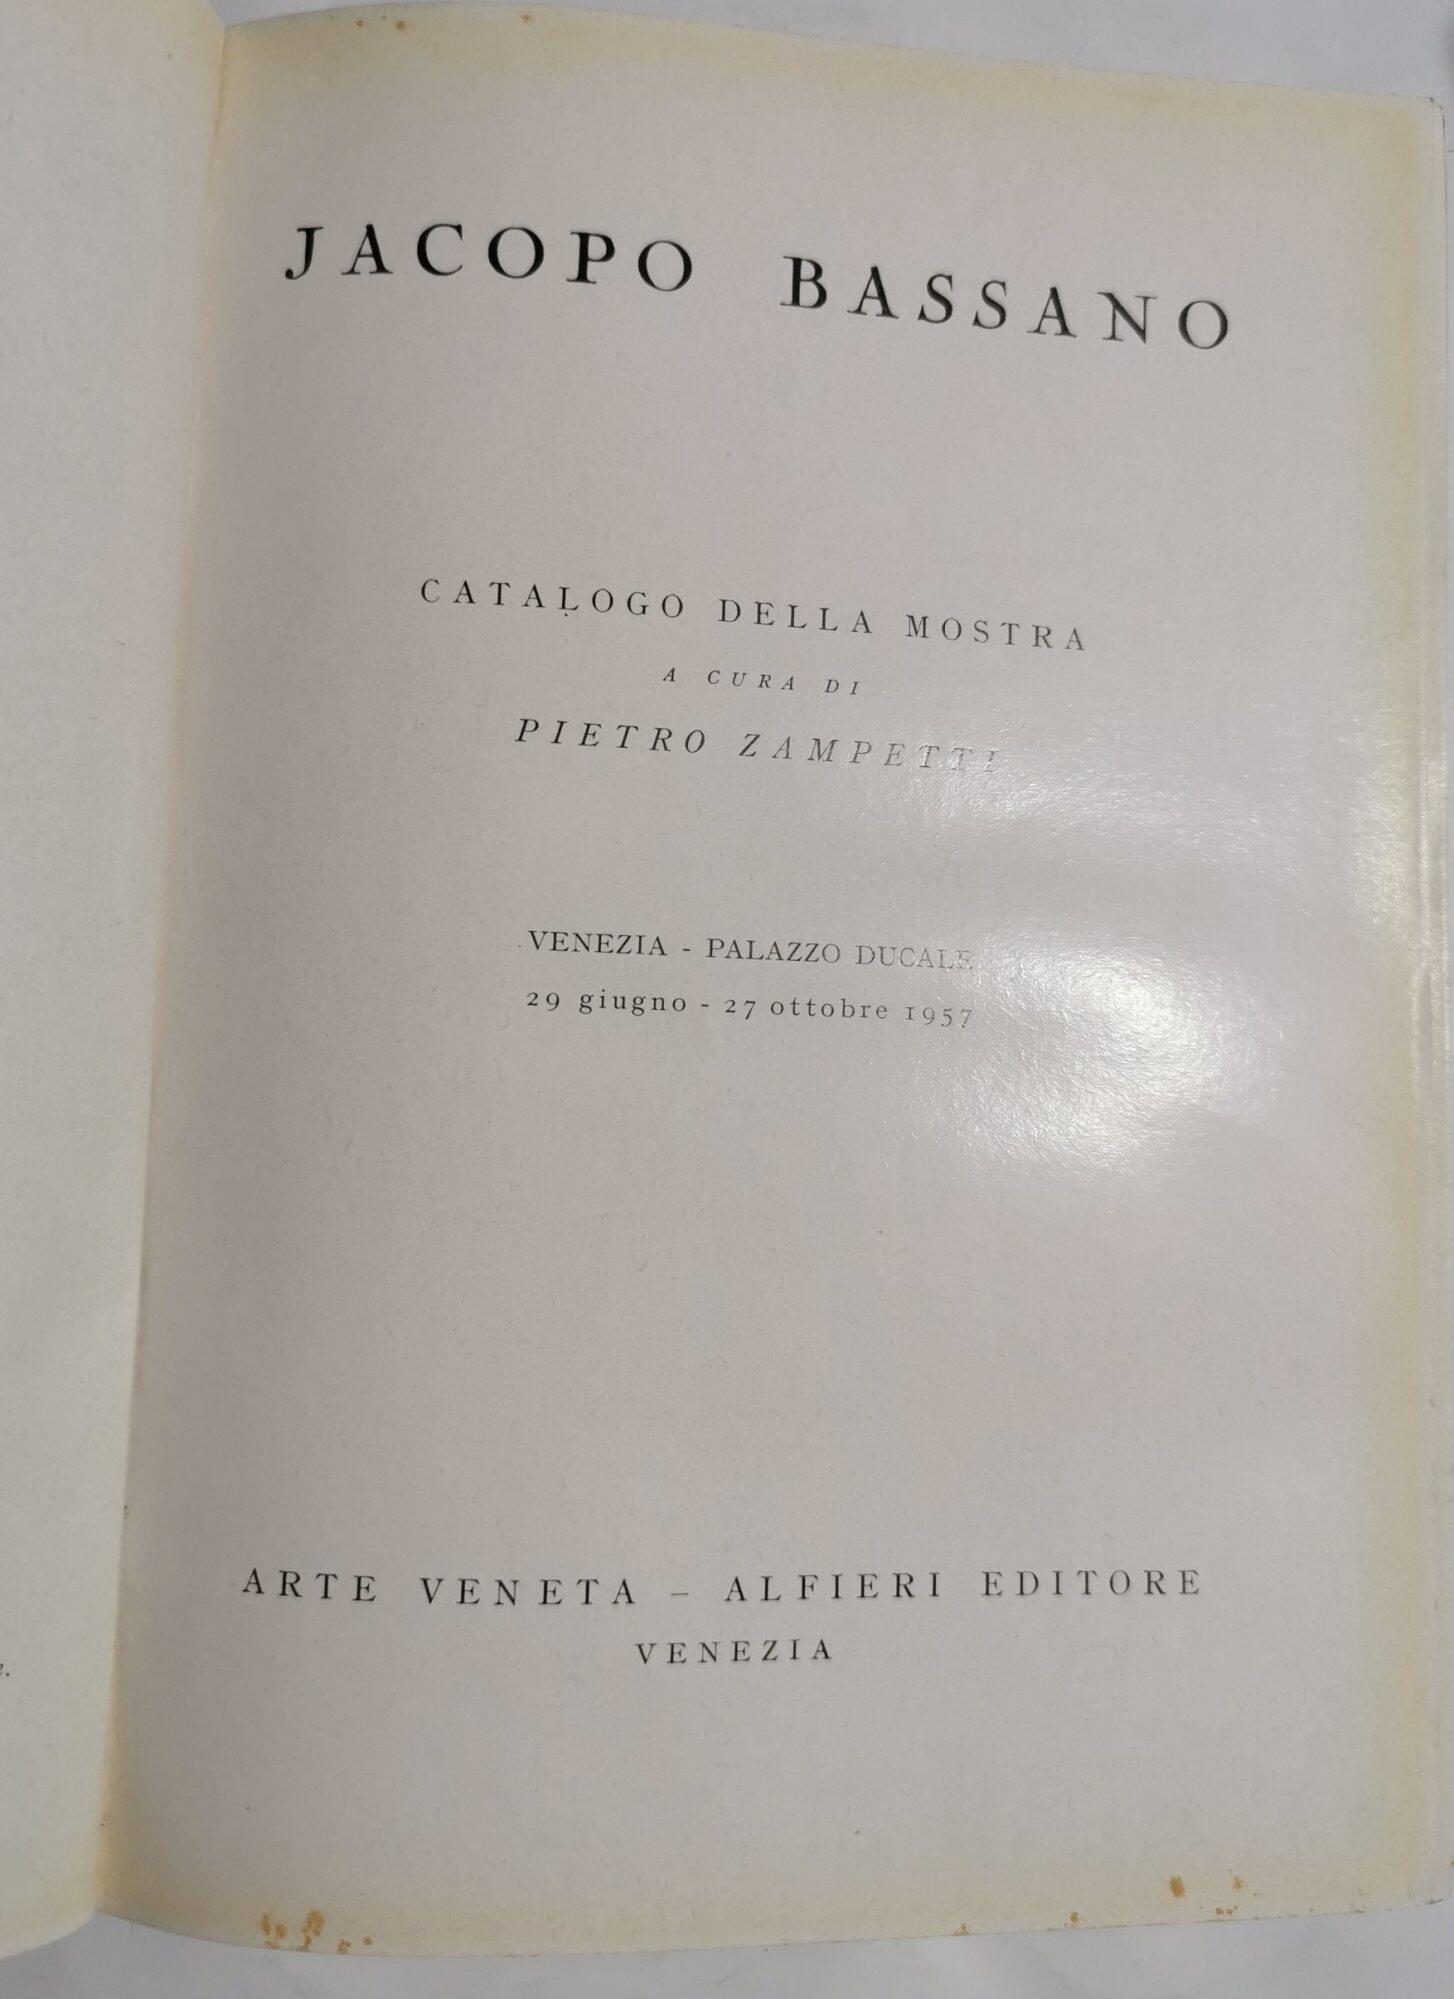 JACOPO BASSANO
CATALOGO DELLA MOSTRA
A CURA DI
PIETRO ZAMPETTI
VENEZIA - PALAZZO DUCALE
29 giugno - 27 ottobre 1957
ARTE VENETA - ALFIERI EDITORE
VENEZIA